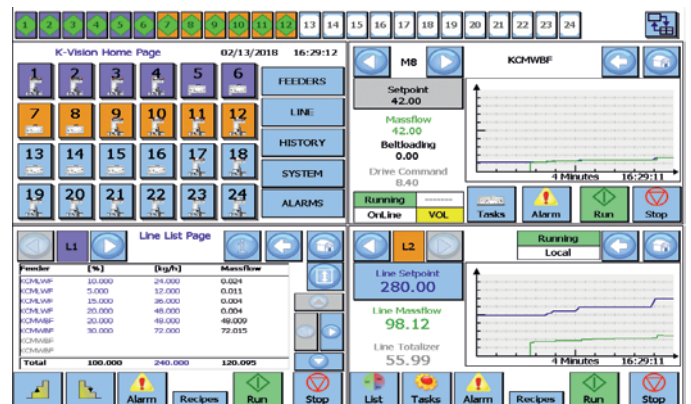 1 2 3 4 5 6 7 8 9 10 11 12 13 14 15 16 17 18 19 20 21 22 23 24
K-Vision Home Page 02/13/2018 16:29:12
1 2 3 4 5 6
FEEDERS
7 8 9 10 11 12
LINE
HISTORY
13 14 15 16 17 18
SYSTEM
19 20 21 22 23 24
ALARMS
M8 KCMWBF
Setpoint
42.00
Massflow
42.00
Beltloading
0.00
Drive Command
8.40
4 Minutes 16:29:11
Running --------
OnLine VOL
Tasks Alarm Run Stop
L1 Line List Page
Feeder [%] [kg/h] Massflow
KCMLWF 10.000 24.000 0.024
KCMLWF 5.000 12.000 0.011
KCMLWF 15.000 36.000 0.004
KCMLWF 20.000 48.000 0.004
KCMWBF 20.000 48.000 48.009
KCMWBF 30.000 72.000 72.015
KCMWBF
KCMWBF
Total 100.000 240.000 120.095
Alarm Recipes Run Stop
L2
Running
Local
Line Setpoint
280.00
Line Massflow
98.12
Line Totalizer
55.99
4 Minutes 16:29:11
List Tasks Alarm Recipes Run Stop